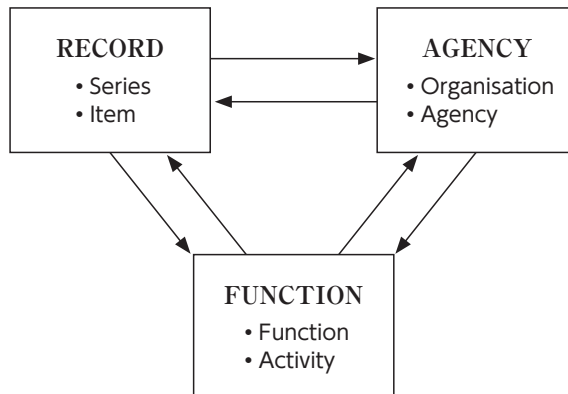 RECORD
• Series
• Item
AGENCY
• Organisation
• Agency
FUNCTION
• Function
• Activity